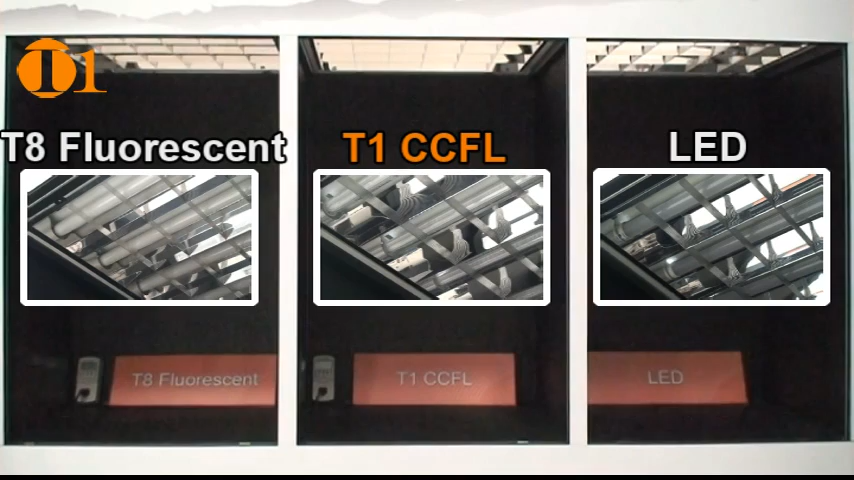 T1
T8 Fluorescent
T1 CCFL
LED
T8 Fluorescent
T1 CCFL
LED